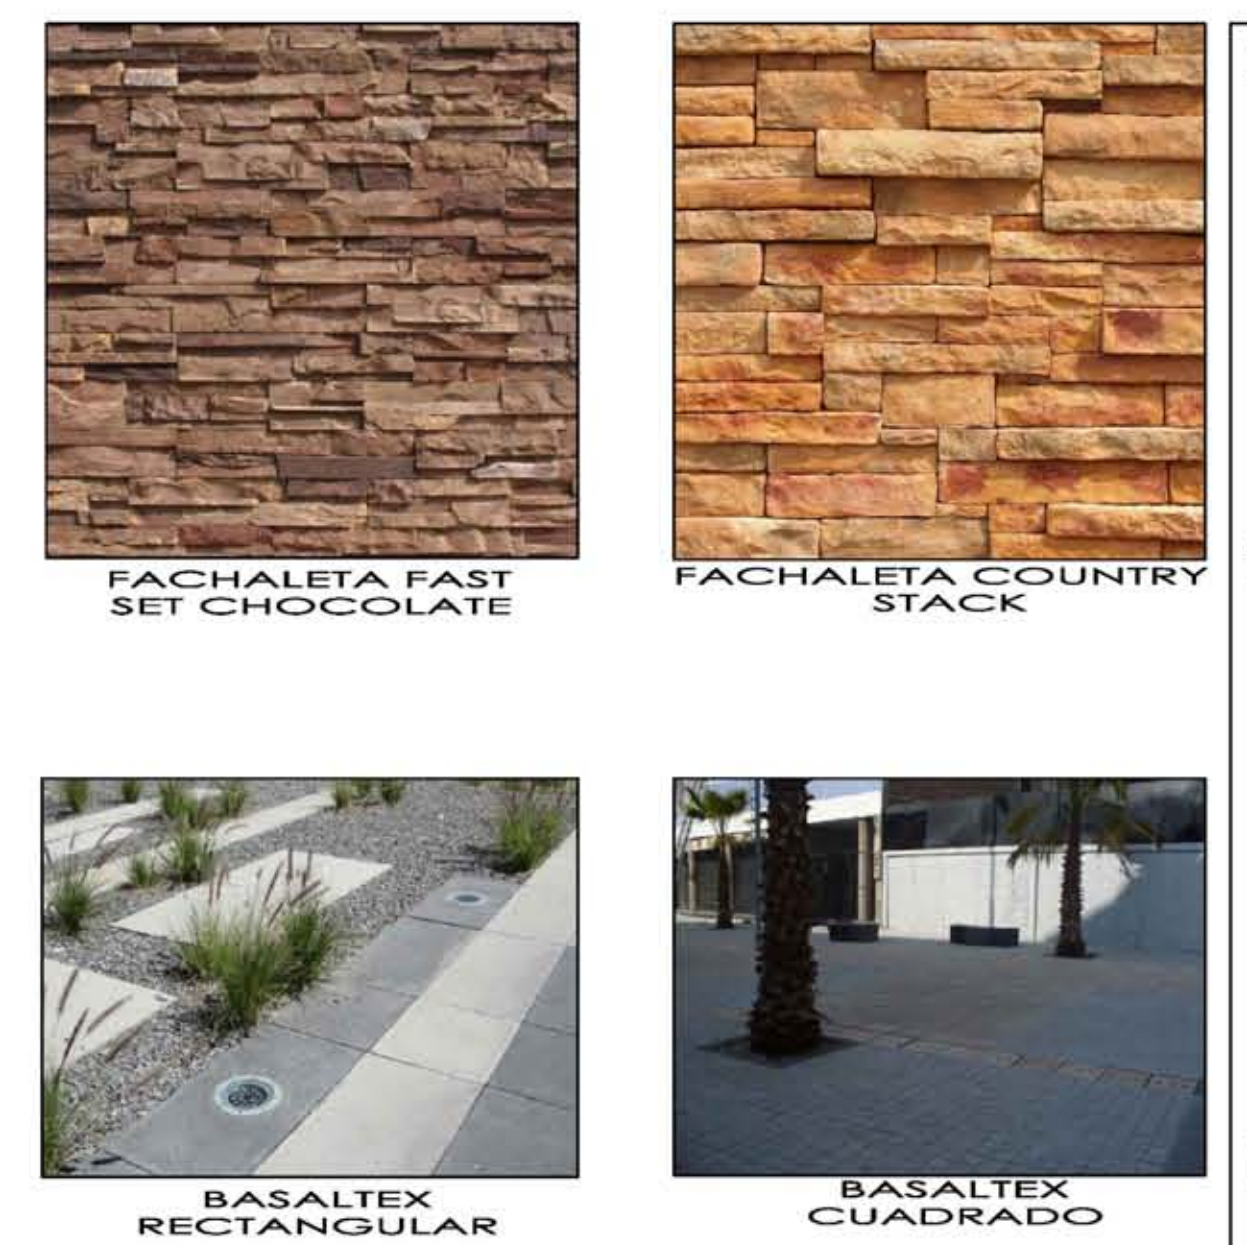 FACHALETA FAST
SET CHOCOLATE
FACHALETA COUNTRY
STACK
BASALTEX
RECTANGULAR
BASALTEX
CUADRADO